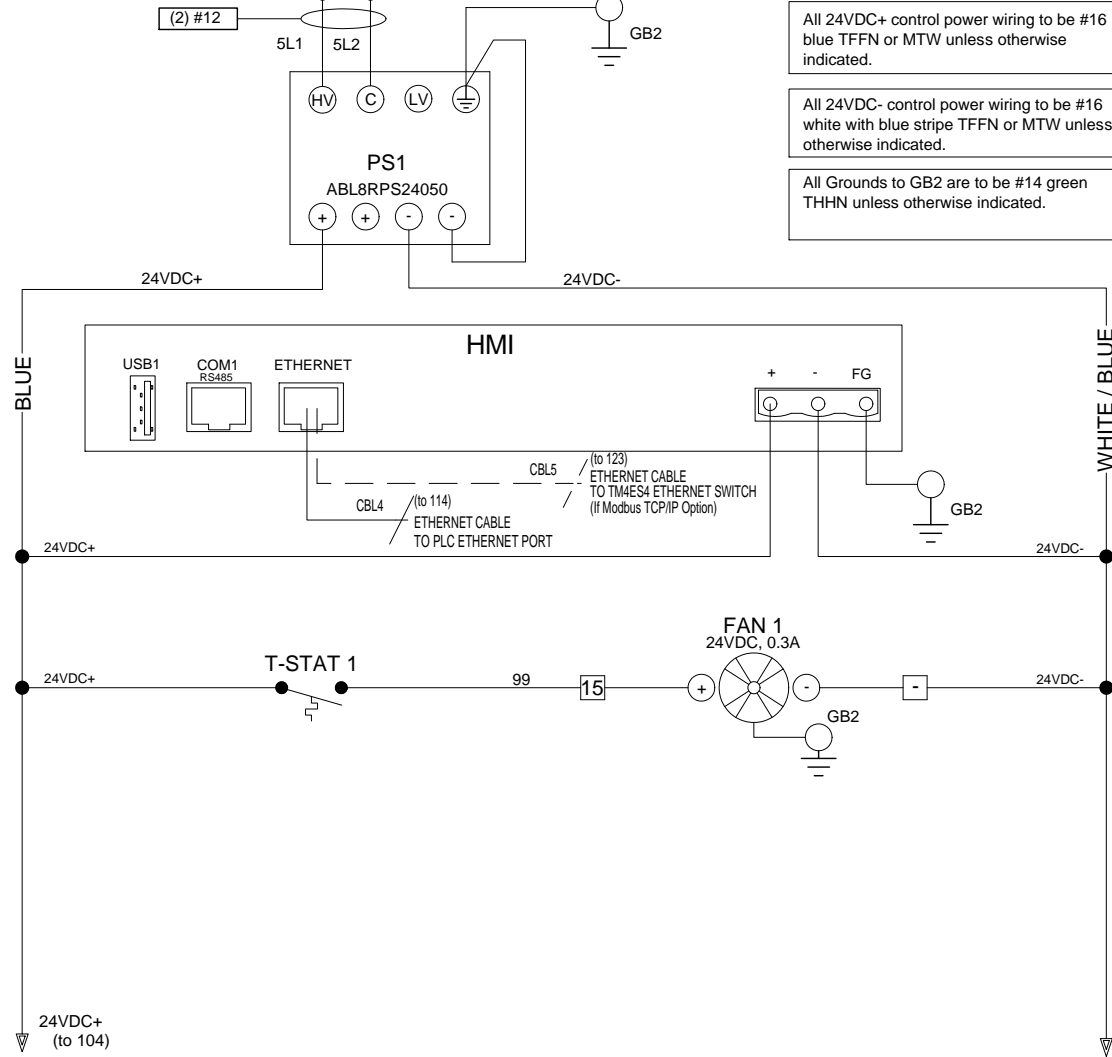 (2) #12
5L1
5L2
GB2
All 24VDC+ control power wiring to be #16
blue TFFN or MTW unless otherwise
indicated.
All 24VDC- control power wiring to be #16
white with blue stripe TFFN or MTW unless
otherwise indicated.
All Grounds to GB2 are to be #14 green
THHN unless otherwise indicated.
HV
C
LV
PS1
ABL8RPS24050
+
+
-
-
24VDC+
24VDC-
BLUE
WHITE / BLUE
HMI
USB1
COM1
RS485
ETHERNET
+
-
FG
CBL5
(to 123)
ETHERNET CABLE
TO TM4ES4 ETHERNET SWITCH
(If Modbus TCP/IP Option)
CBL4
(to 114)
ETHERNET CABLE
TO PLC ETHERNET PORT
GB2
24VDC+
24VDC-
FAN 1
24VDC, 0.3A
T-STAT 1
24VDC+
99
15
+
-
-
24VDC-
GB2
24VDC+
(to 104)